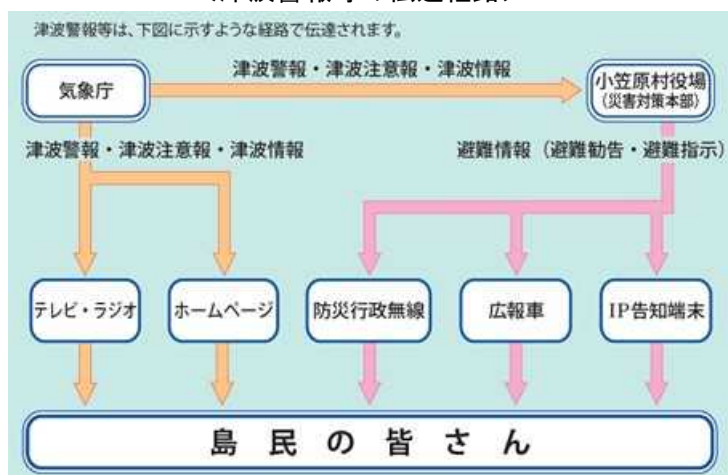 津波警報等は、下図に示すような経路で伝達されます。
津波警報・津波注意報・津波情報
気象庁
小笠原村役場
（災害対策本部）
津波警報・津波注意報・津波情報
避難情報（避難勧告・避難指示）
テレビ・ラジオ
ホームページ
防災行政無線
広報車
IP告知端末
島民の皆さん